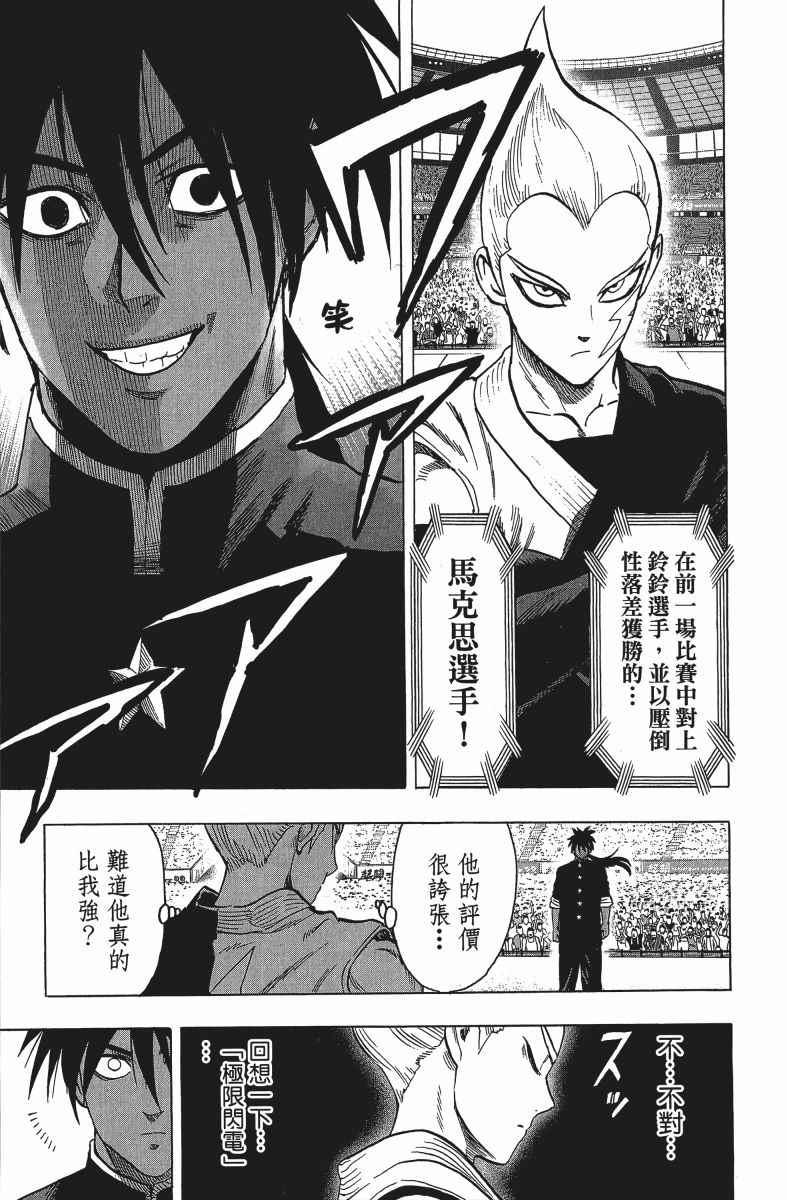 在前一場比賽中對上
鈴鈴選手，並以壓倒
性落差獲勝的…
馬克思選手！
笑
他的評價
很誇張…
難道他真的
比我強？
不…不對…
スッ
回想一下…
「極限閃電」
…